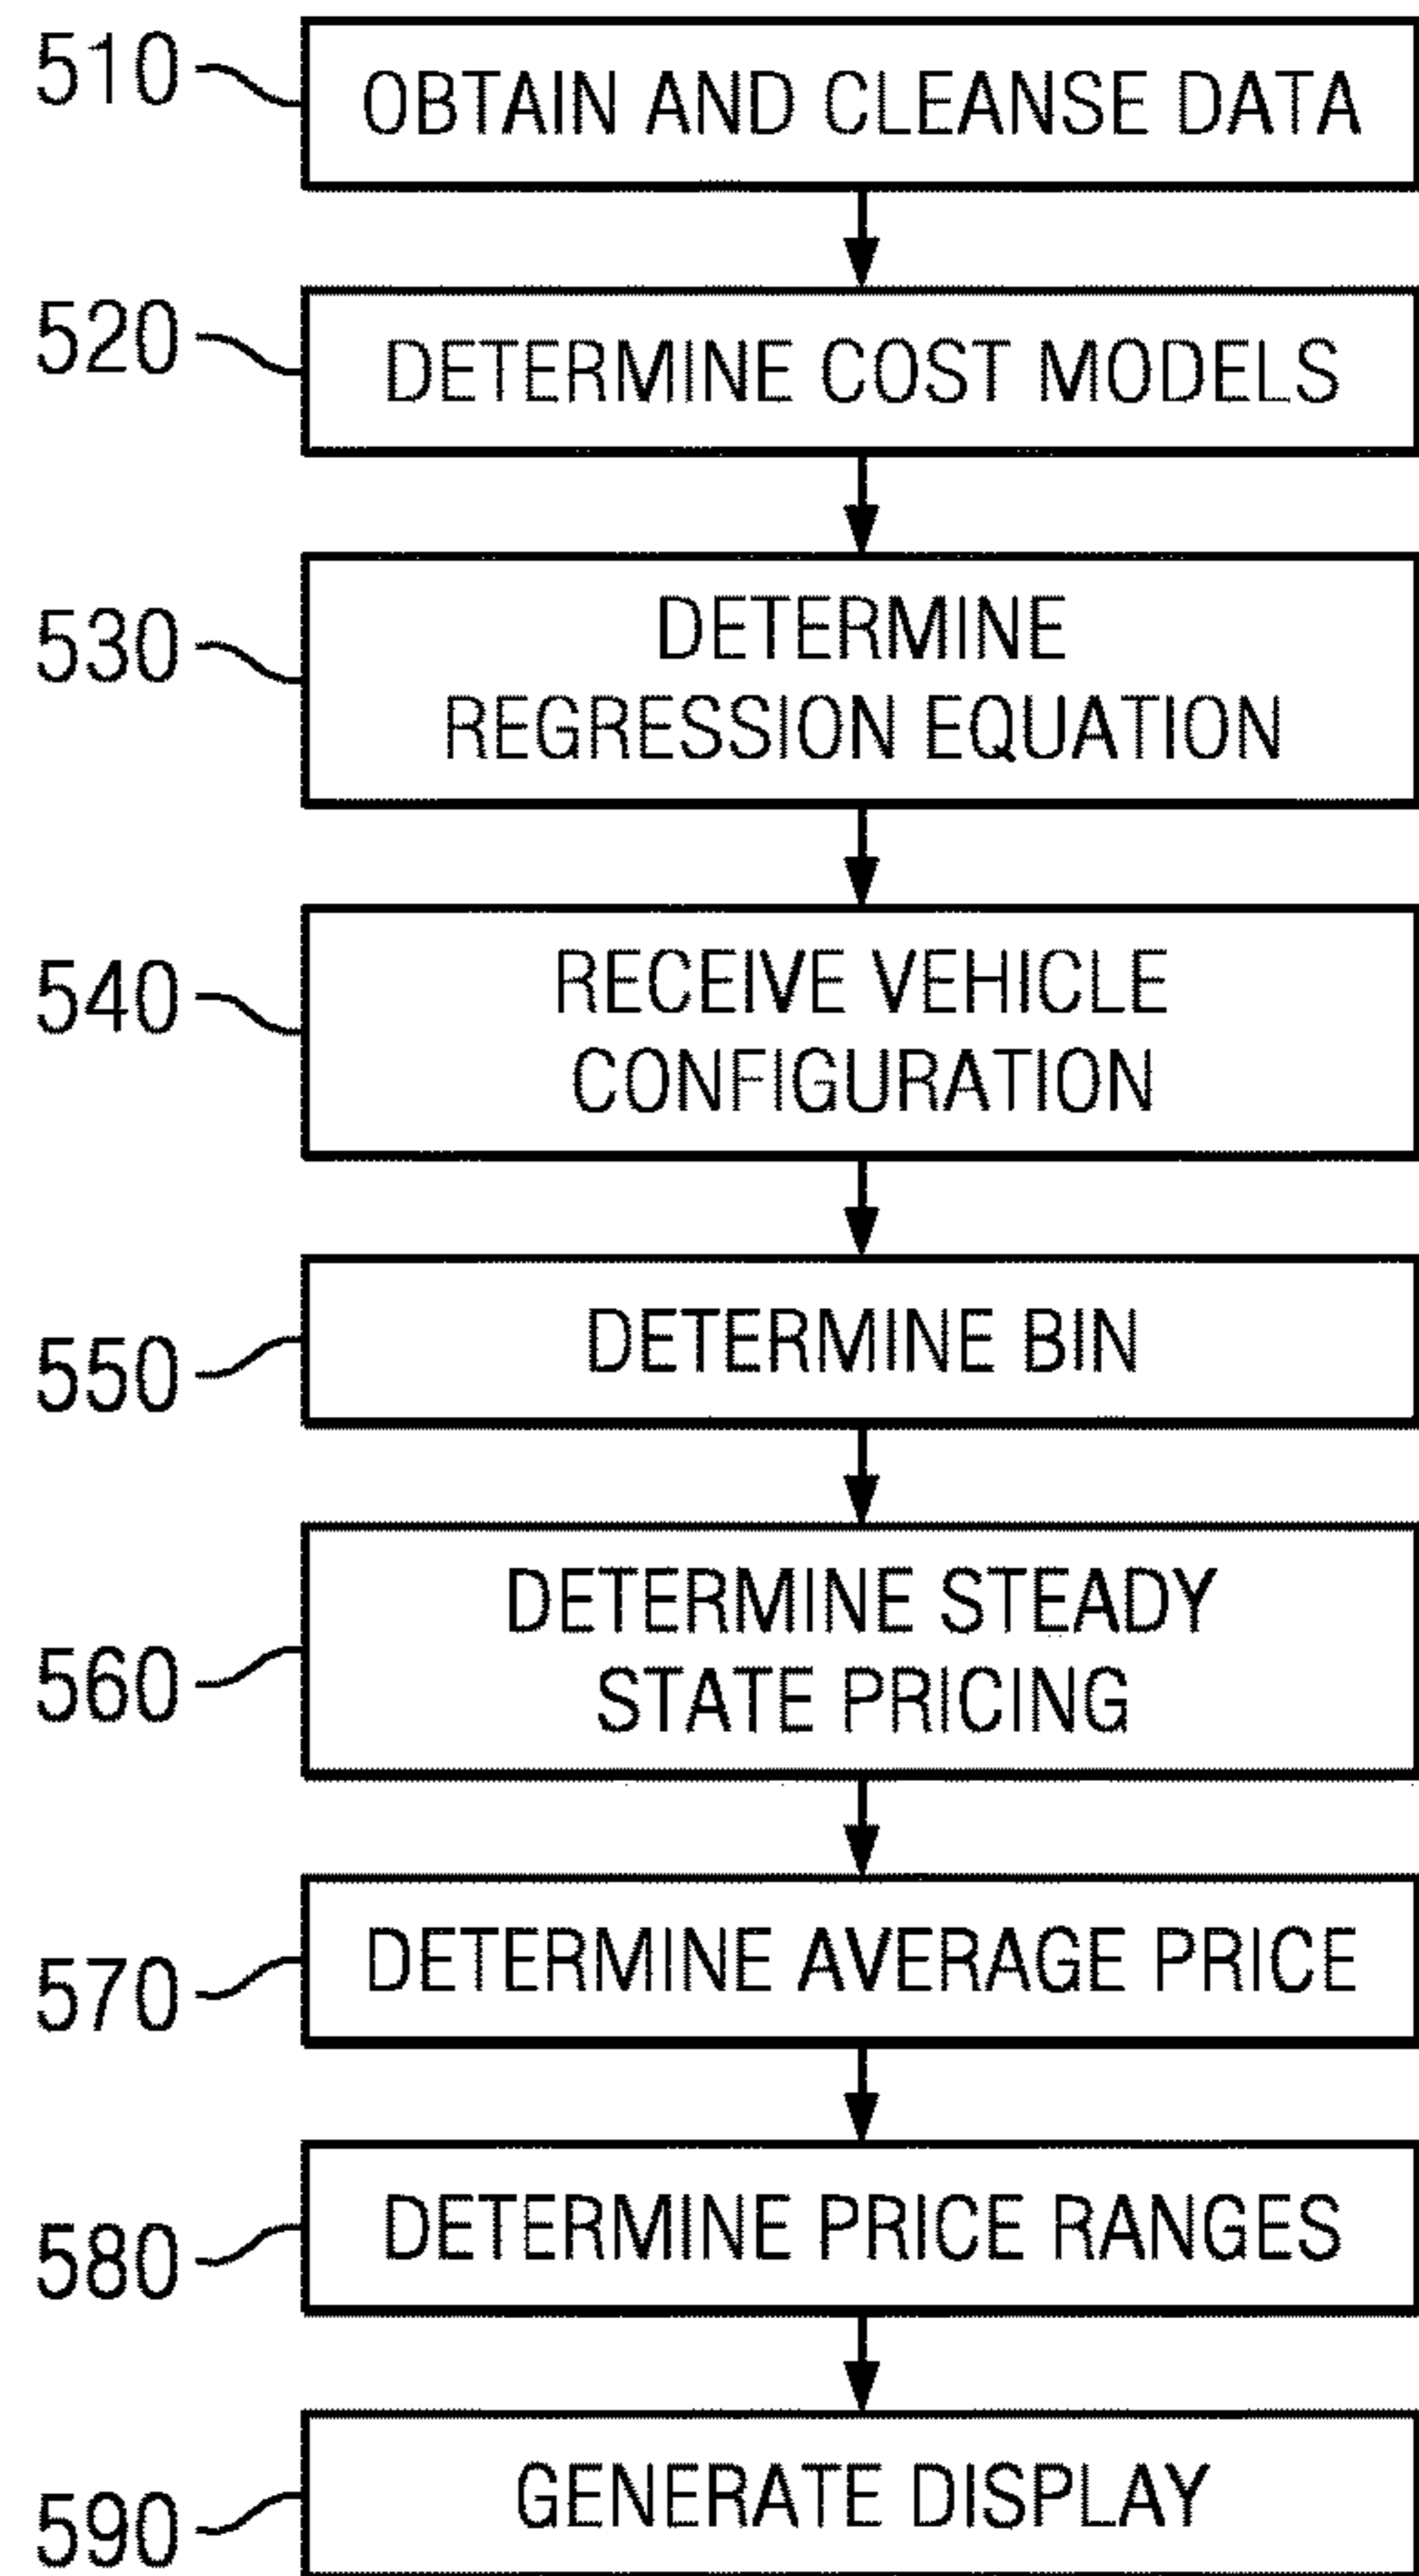 510
OBTAIN AND CLEANSE DATA
520
DETERMINE COST MODELS
530
DETERMINE
REGRESSION EQUATION
540
RECEIVE VEHICLE
CONFIGURATION
550
DETERMINE BIN
560
DETERMINE STEADY
STATE PRICING
570
DETERMINE AVERAGE PRICE
580
DETERMINE PRICE RANGES
590
GENERATE DISPLAY